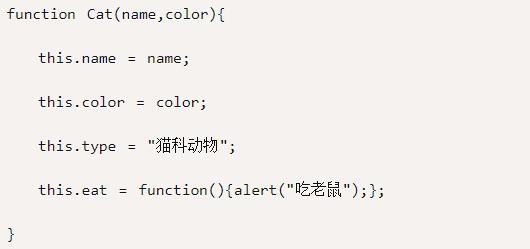 function Cat(name,color){
this.name = name;
this.color = color;
this.type = "猫科动物";
this.eat = function(){alert("吃老鼠");};
}